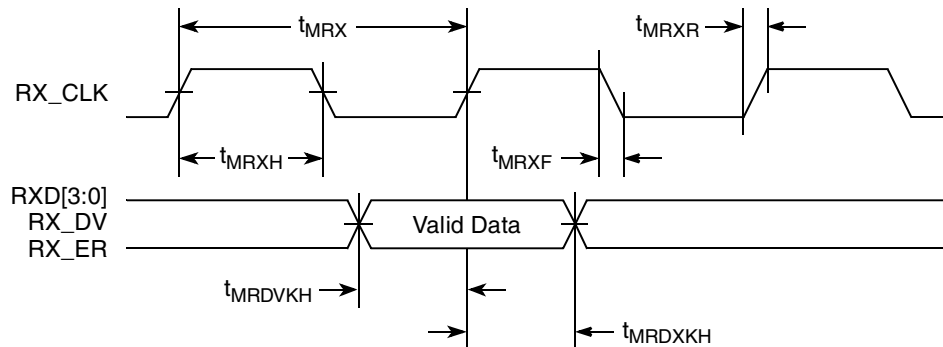 tMRX
tMRXR
RX_CLK
tMRXH
tMRXF
RXD[3:0]
RX_DV
RX_ER
Valid Data
tMRDVKH
tMRDXKH